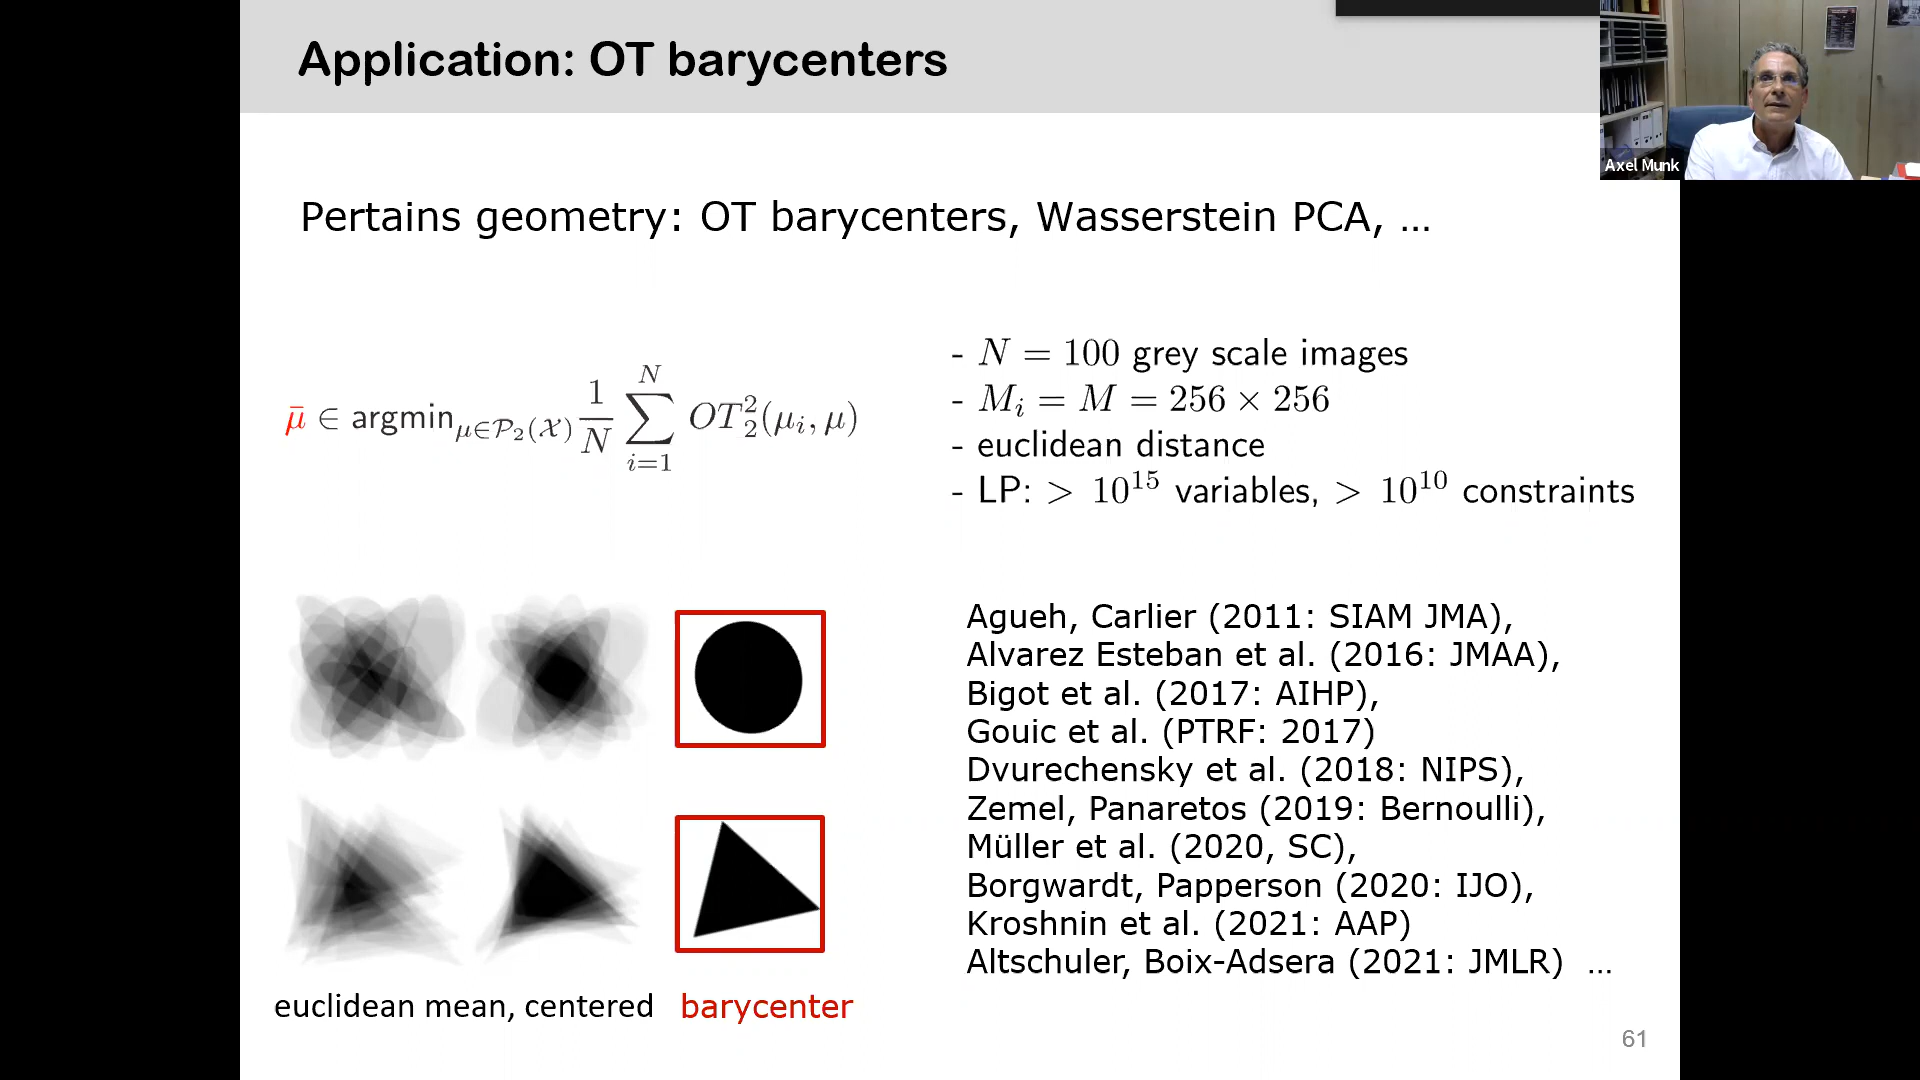 Application: OT barycenters
Axel Munk
Pertains geometry: OT barycenters, Wasserstein PCA, ...
μ̄ ∈ argmin_{μ∈𝒫₂(𝒳)} 1/N ∑_{i=1}^{N} OT₂²(μᵢ, μ)
- N = 100 grey scale images
- Mᵢ = M = 256 × 256
- euclidean distance
- LP: > 10¹⁵ variables, > 10¹⁰ constraints
Agueh, Carlier (2011: SIAM JMA),
Alvarez Esteban et al. (2016: JMAA),
Bigot et al. (2017: AIHP),
Gouic et al. (PTRF: 2017)
Dvurechensky et al. (2018: NIPS),
Zemel, Panaretos (2019: Bernoulli),
Müller et al. (2020, SC),
Borgwardt, Papperson (2020: IJO),
Kroshnin et al. (2021: AAP)
Altschuler, Boix-Adsera (2021: JMLR) ...
euclidean mean, centered barycenter
61